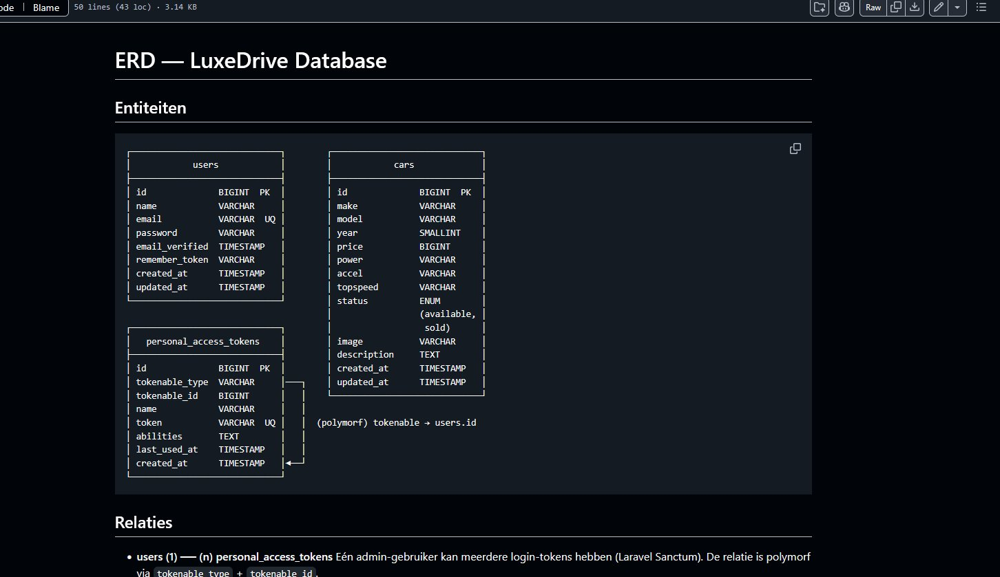 ode Blame 50 lines (43 loc) · 3.14 KB Raw
ERD — LuxeDrive Database
Entiteiten
users
id BIGINT PK
name VARCHAR
email VARCHAR UQ
password VARCHAR
email_verified TIMESTAMP
remember_token VARCHAR
created_at TIMESTAMP
updated_at TIMESTAMP
cars
id BIGINT PK
make VARCHAR
model VARCHAR
year SMALLINT
price BIGINT
power VARCHAR
accel VARCHAR
topspeed VARCHAR
status ENUM
(available,
sold)
image VARCHAR
description TEXT
created_at TIMESTAMP
updated_at TIMESTAMP
personal_access_tokens
id BIGINT PK
tokenable_type VARCHAR
tokenable_id BIGINT
name VARCHAR
token VARCHAR UQ
abilities TEXT
last_used_at TIMESTAMP
created_at TIMESTAMP
(polymorf) tokenable → users.id
Relaties
• users (1) —— (n) personal_access_tokens Eén admin-gebruiker kan meerdere login-tokens hebben (Laravel Sanctum). De relatie is polymorf
via tokenable_type + tokenable_id.